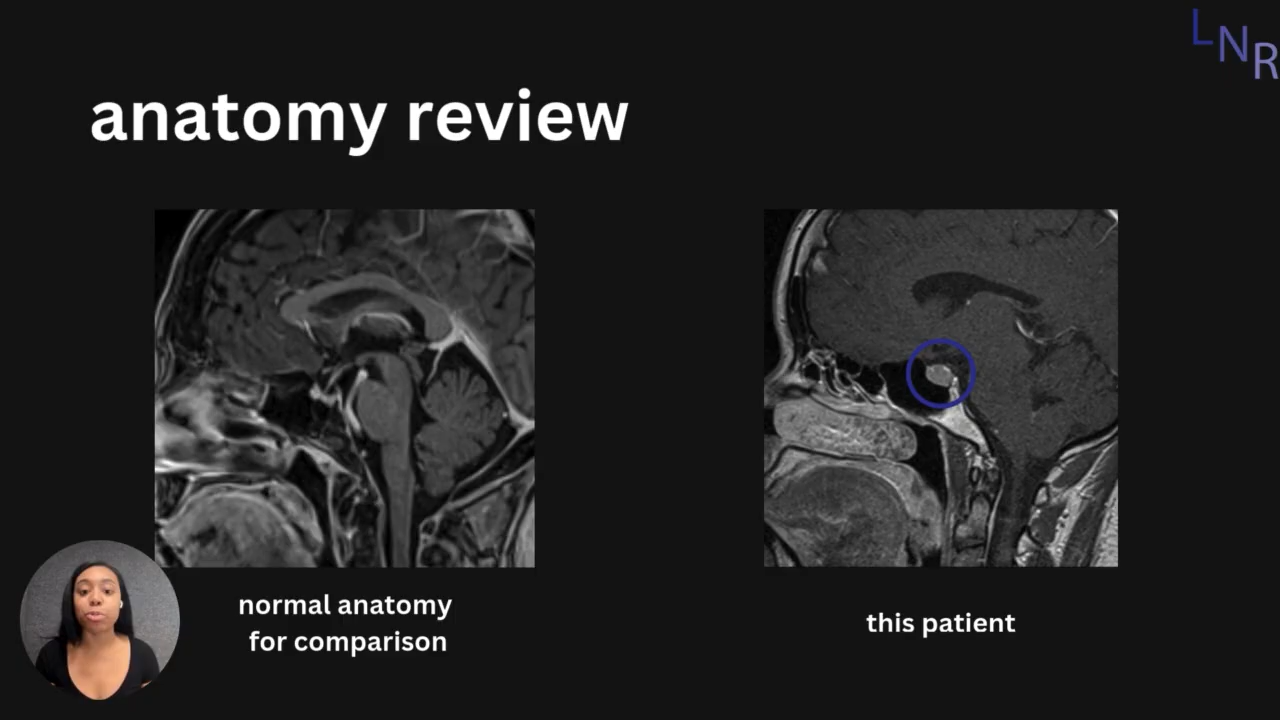 LNR
anatomy review
normal anatomy
for comparison
this patient